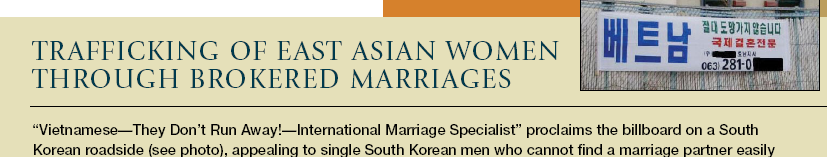 베트남
절대 도망가지 않습니다
국제결혼전문
063) 281-0
TRAFFICKING OF EAST ASIAN WOMEN
THROUGH BROKERED MARRIAGES
“Vietnamese—They Don’t Run Away!—International Marriage Specialist” proclaims the billboard on a South
Korean roadside (see photo), appealing to single South Korean men who cannot find a marriage partner easily